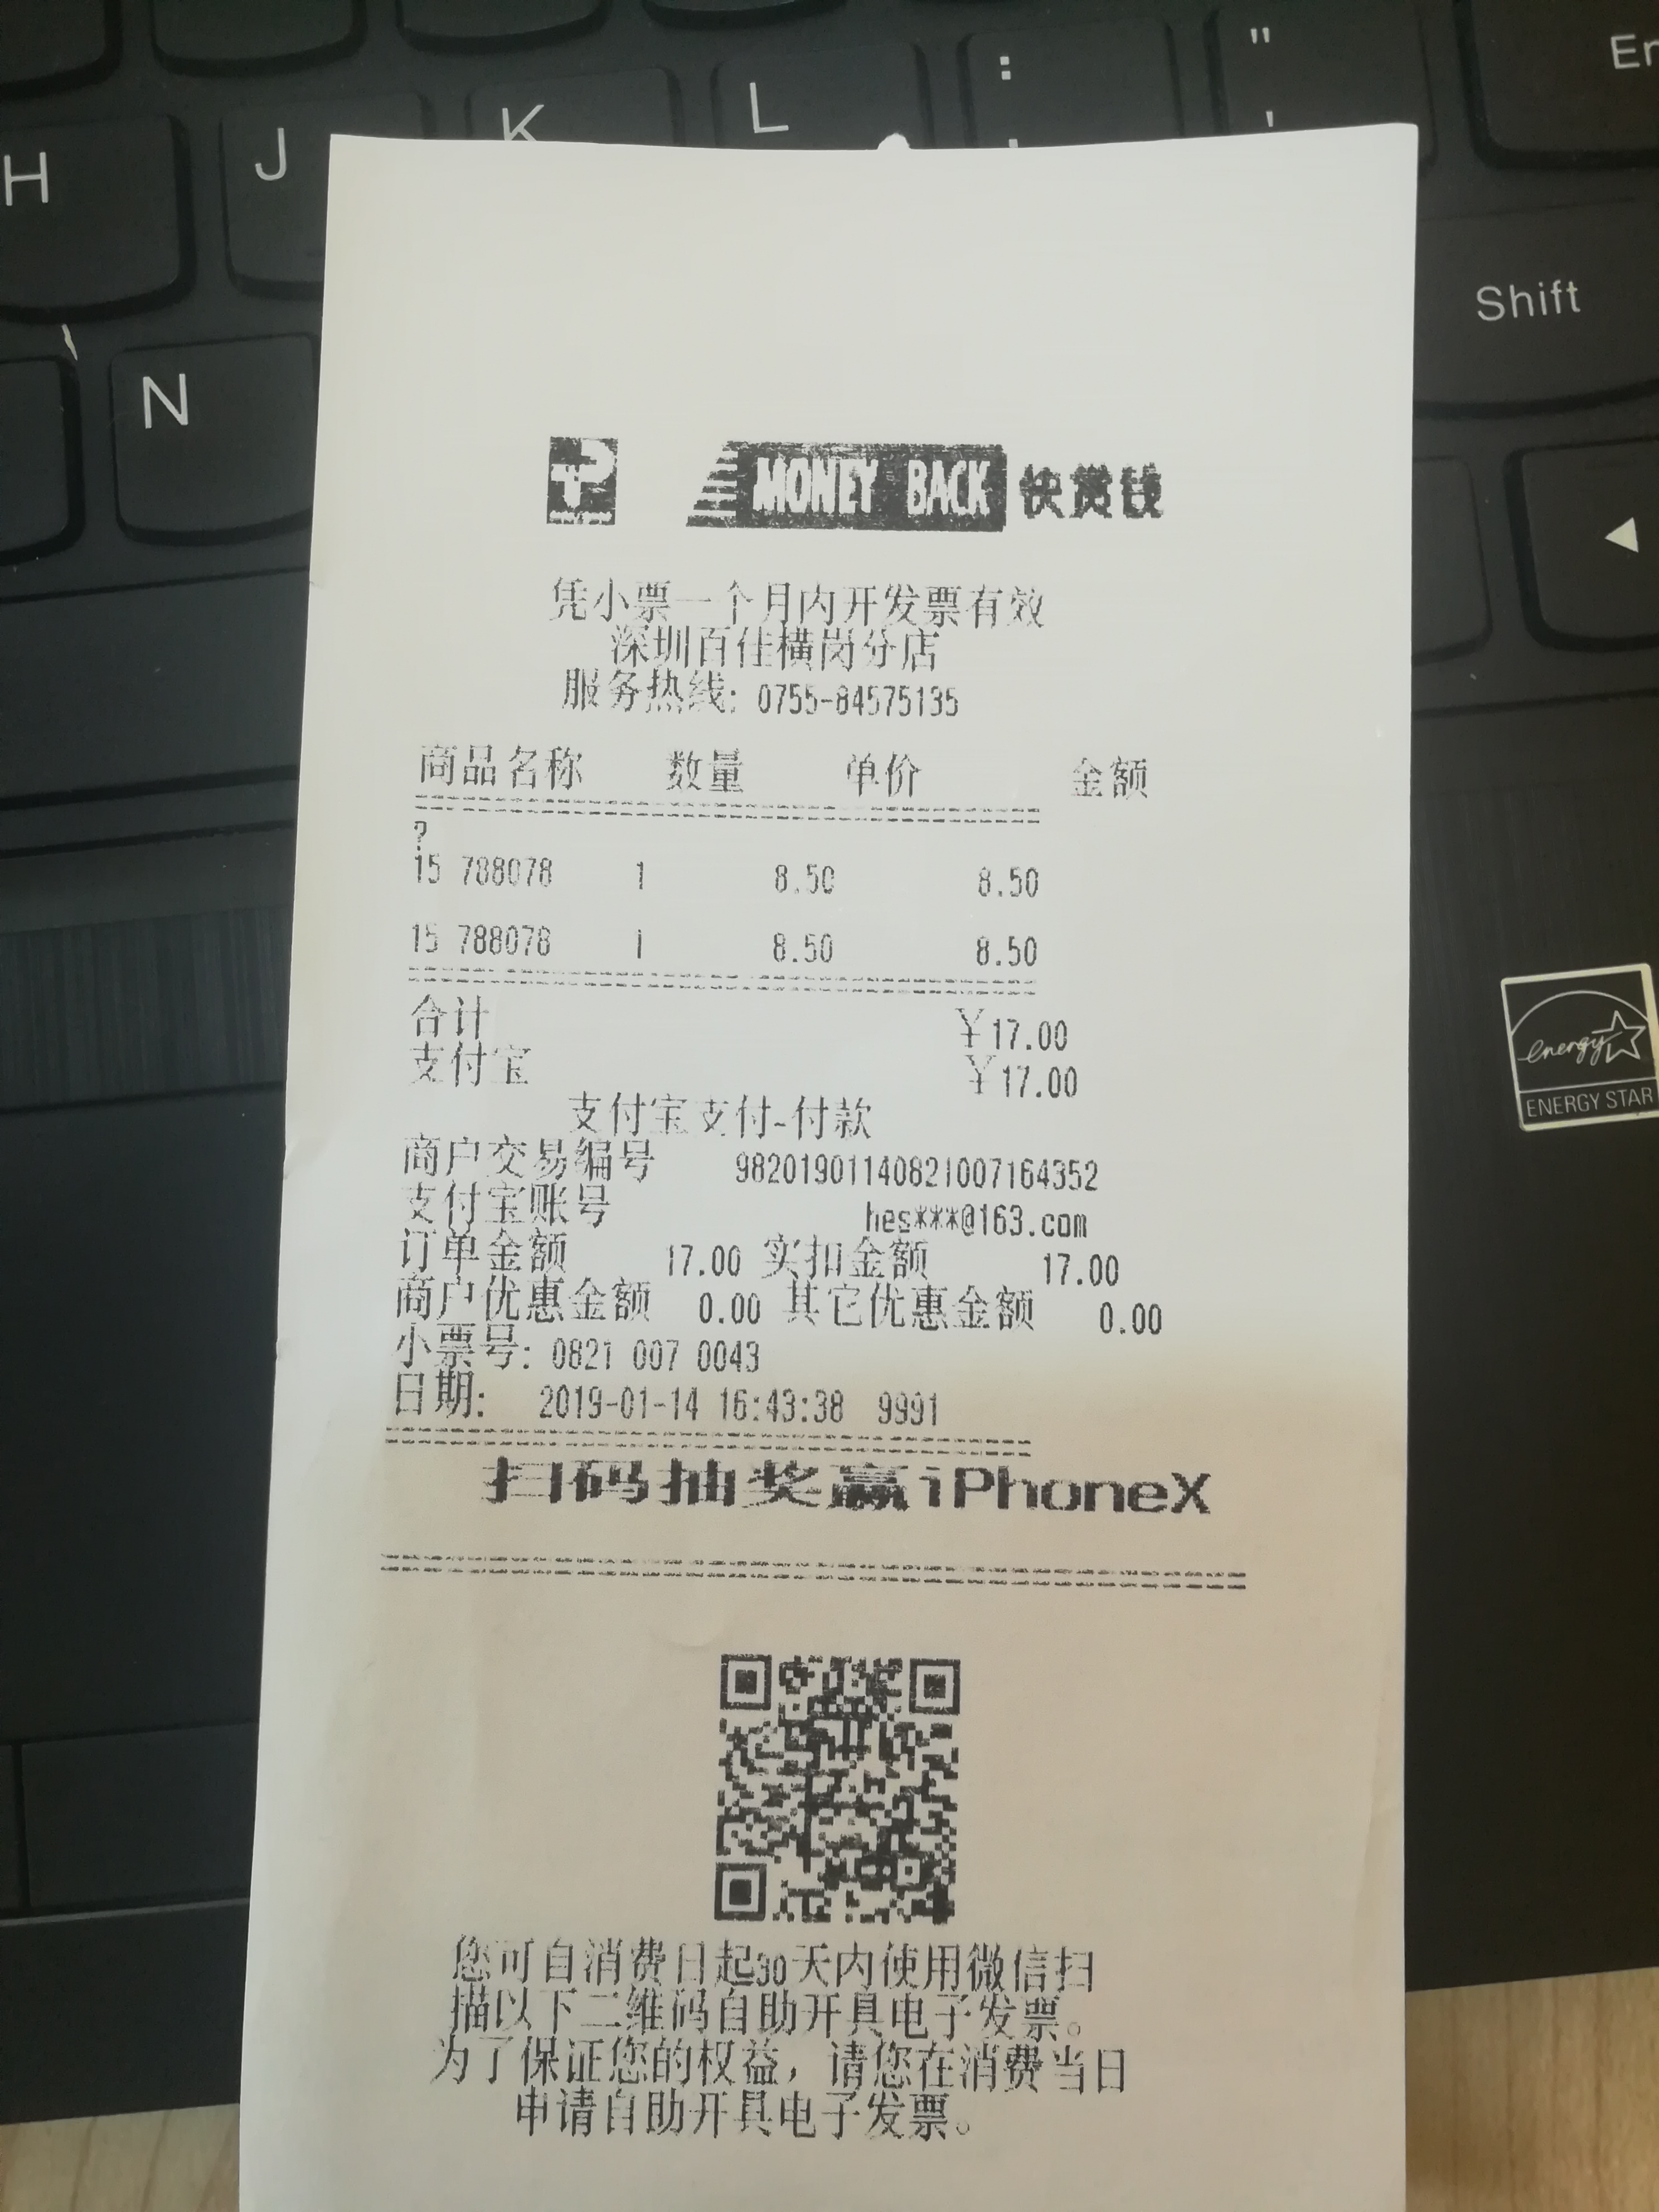 "
:
En
L
K
J
H
'
Shift
N
MONEY BACK 快赏钱
凭小票一个月内开发票有效
深圳百佳横岗分店
服务热线: 0755-84575135
商品名称 数量 单价 金额
?
15 788078 1 8.50 8.50
15 788078 1 8.50 8.50
合计 ¥17.00
支付宝 ¥17.00
支付宝支付-付款
商户交易编号 98201901140821007164352
支付宝账号 hes***@163.com
订单金额 17.00 实扣金额 17.00
商户优惠金额 0.00 其它优惠金额 0.00
小票号: 0821 007 0043
日期: 2019-01-14 16:43:38 9991
扫码抽奖赢iPhoneX
您可自消费日起30天内使用微信扫
描以下二维码自助开具电子发票。
为了保证您的权益, 请您在消费当日
申请自助开具电子发票。
energy
ENERGY STAR